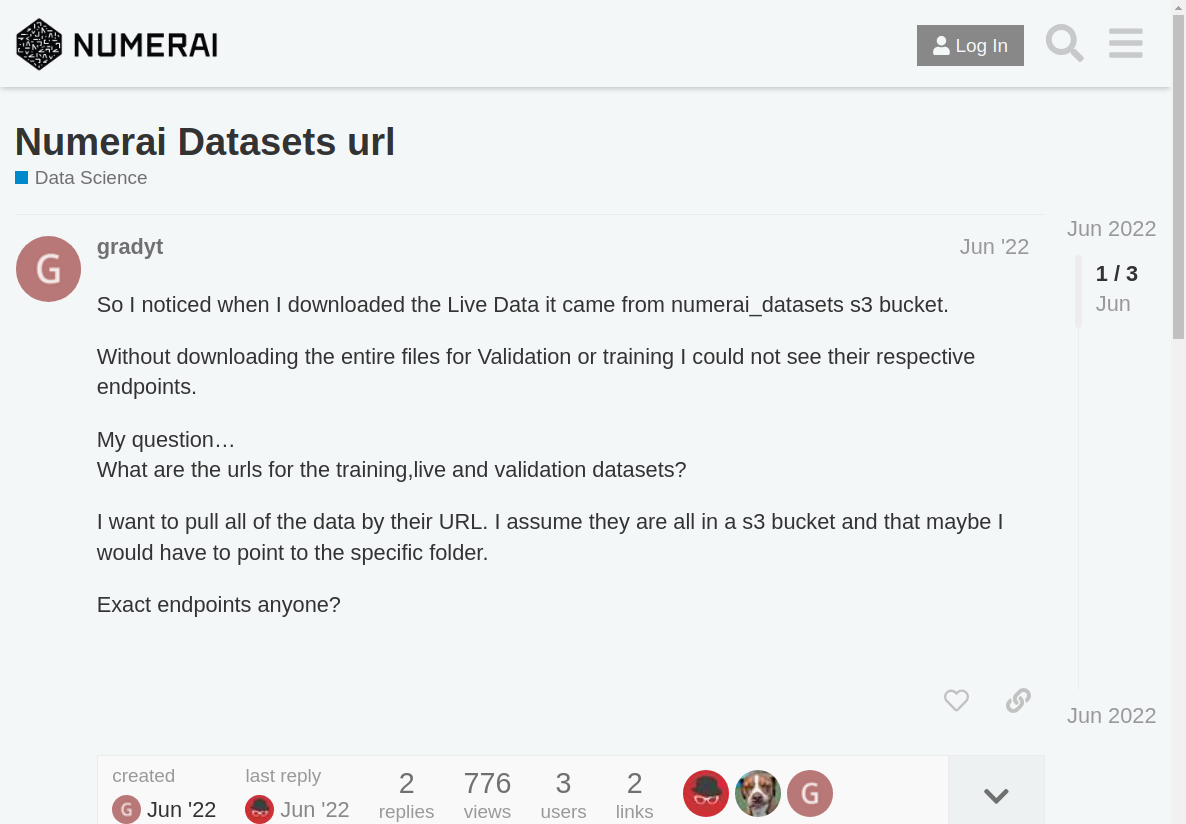 NUMERAI
Log In
Numerai Datasets url
Data Science
gradyt
Jun '22
So I noticed when I downloaded the Live Data it came from numerai_datasets s3 bucket.
Without downloading the entire files for Validation or training I could not see their respective
endpoints.
My question…
What are the urls for the training,live and validation datasets?
I want to pull all of the data by their URL. I assume they are all in a s3 bucket and that maybe I
would have to point to the specific folder.
Exact endpoints anyone?
Jun 2022
1 / 3
Jun
Jun 2022
created
Jun '22
last reply
Jun '22
2
replies
776
views
3
users
2
links